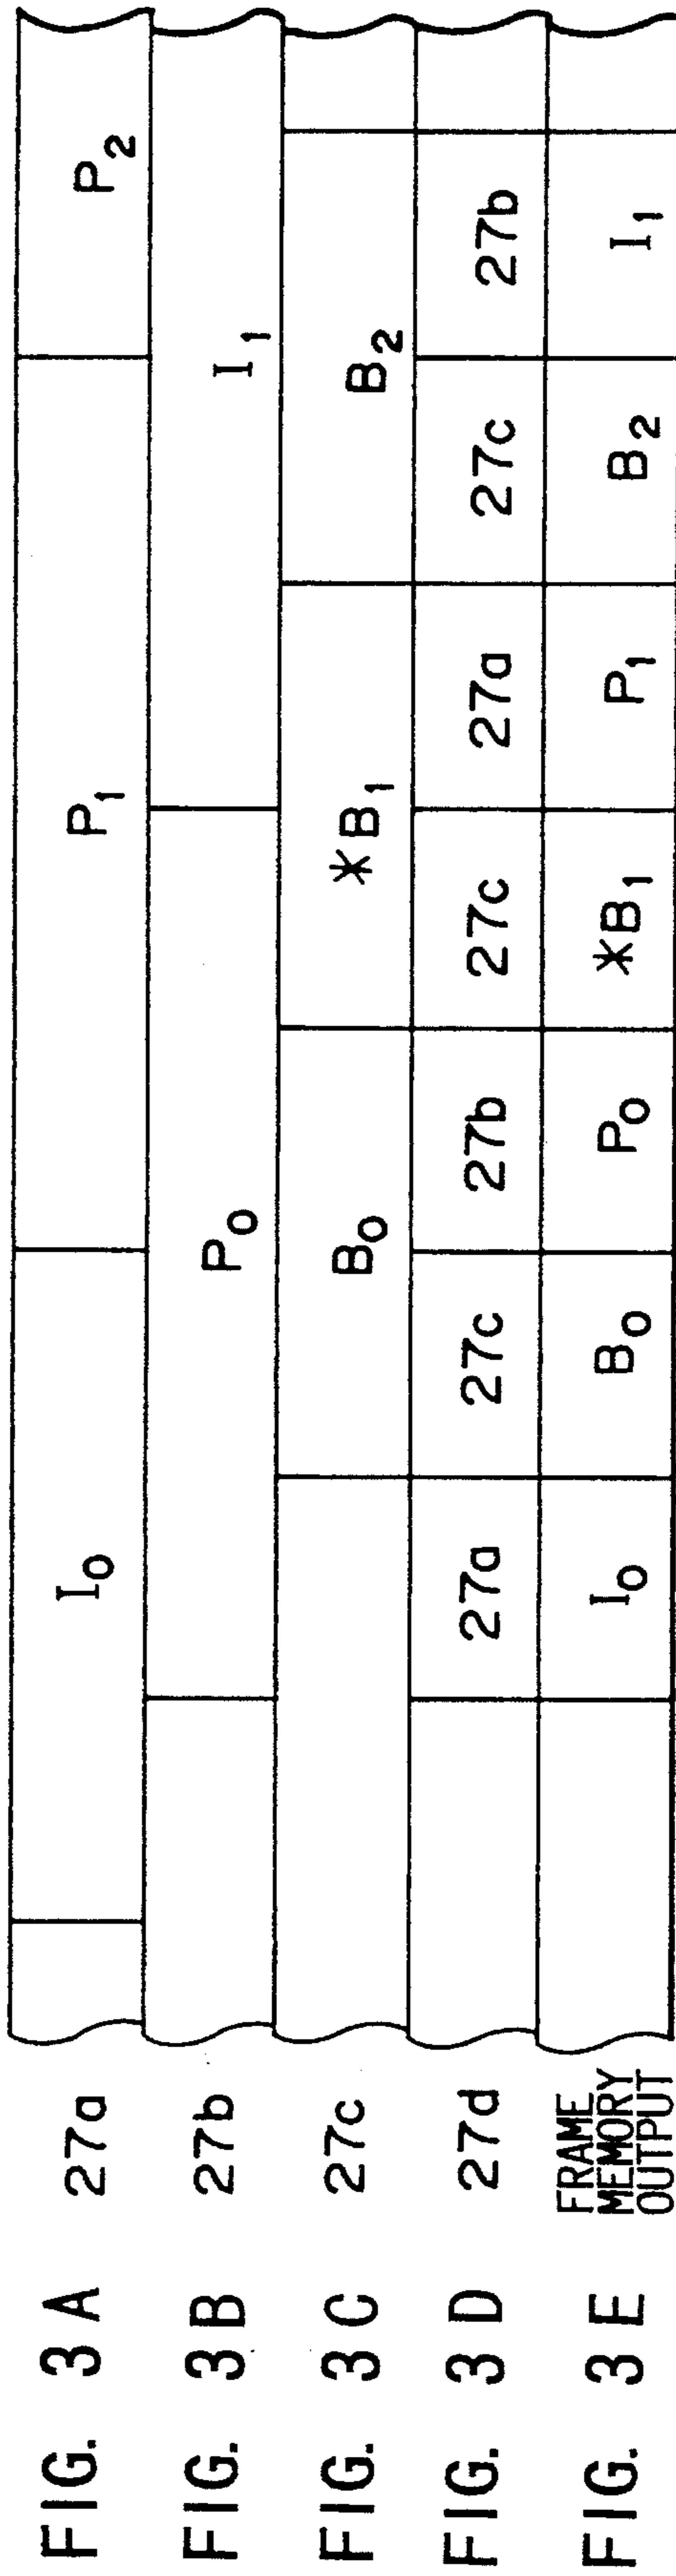 FIG. 3A 27a I₀ P₁ P₂
FIG. 3B 27b P₀ I₁
FIG. 3C 27c B₀ *B₁ B₂
FIG. 3D 27d 27a 27c 27b 27c 27a 27c 27b
FIG. 3E FRAME MEMORY OUTPUT I₀ B₀ P₀ *B₁ P₁ B₂ I₁